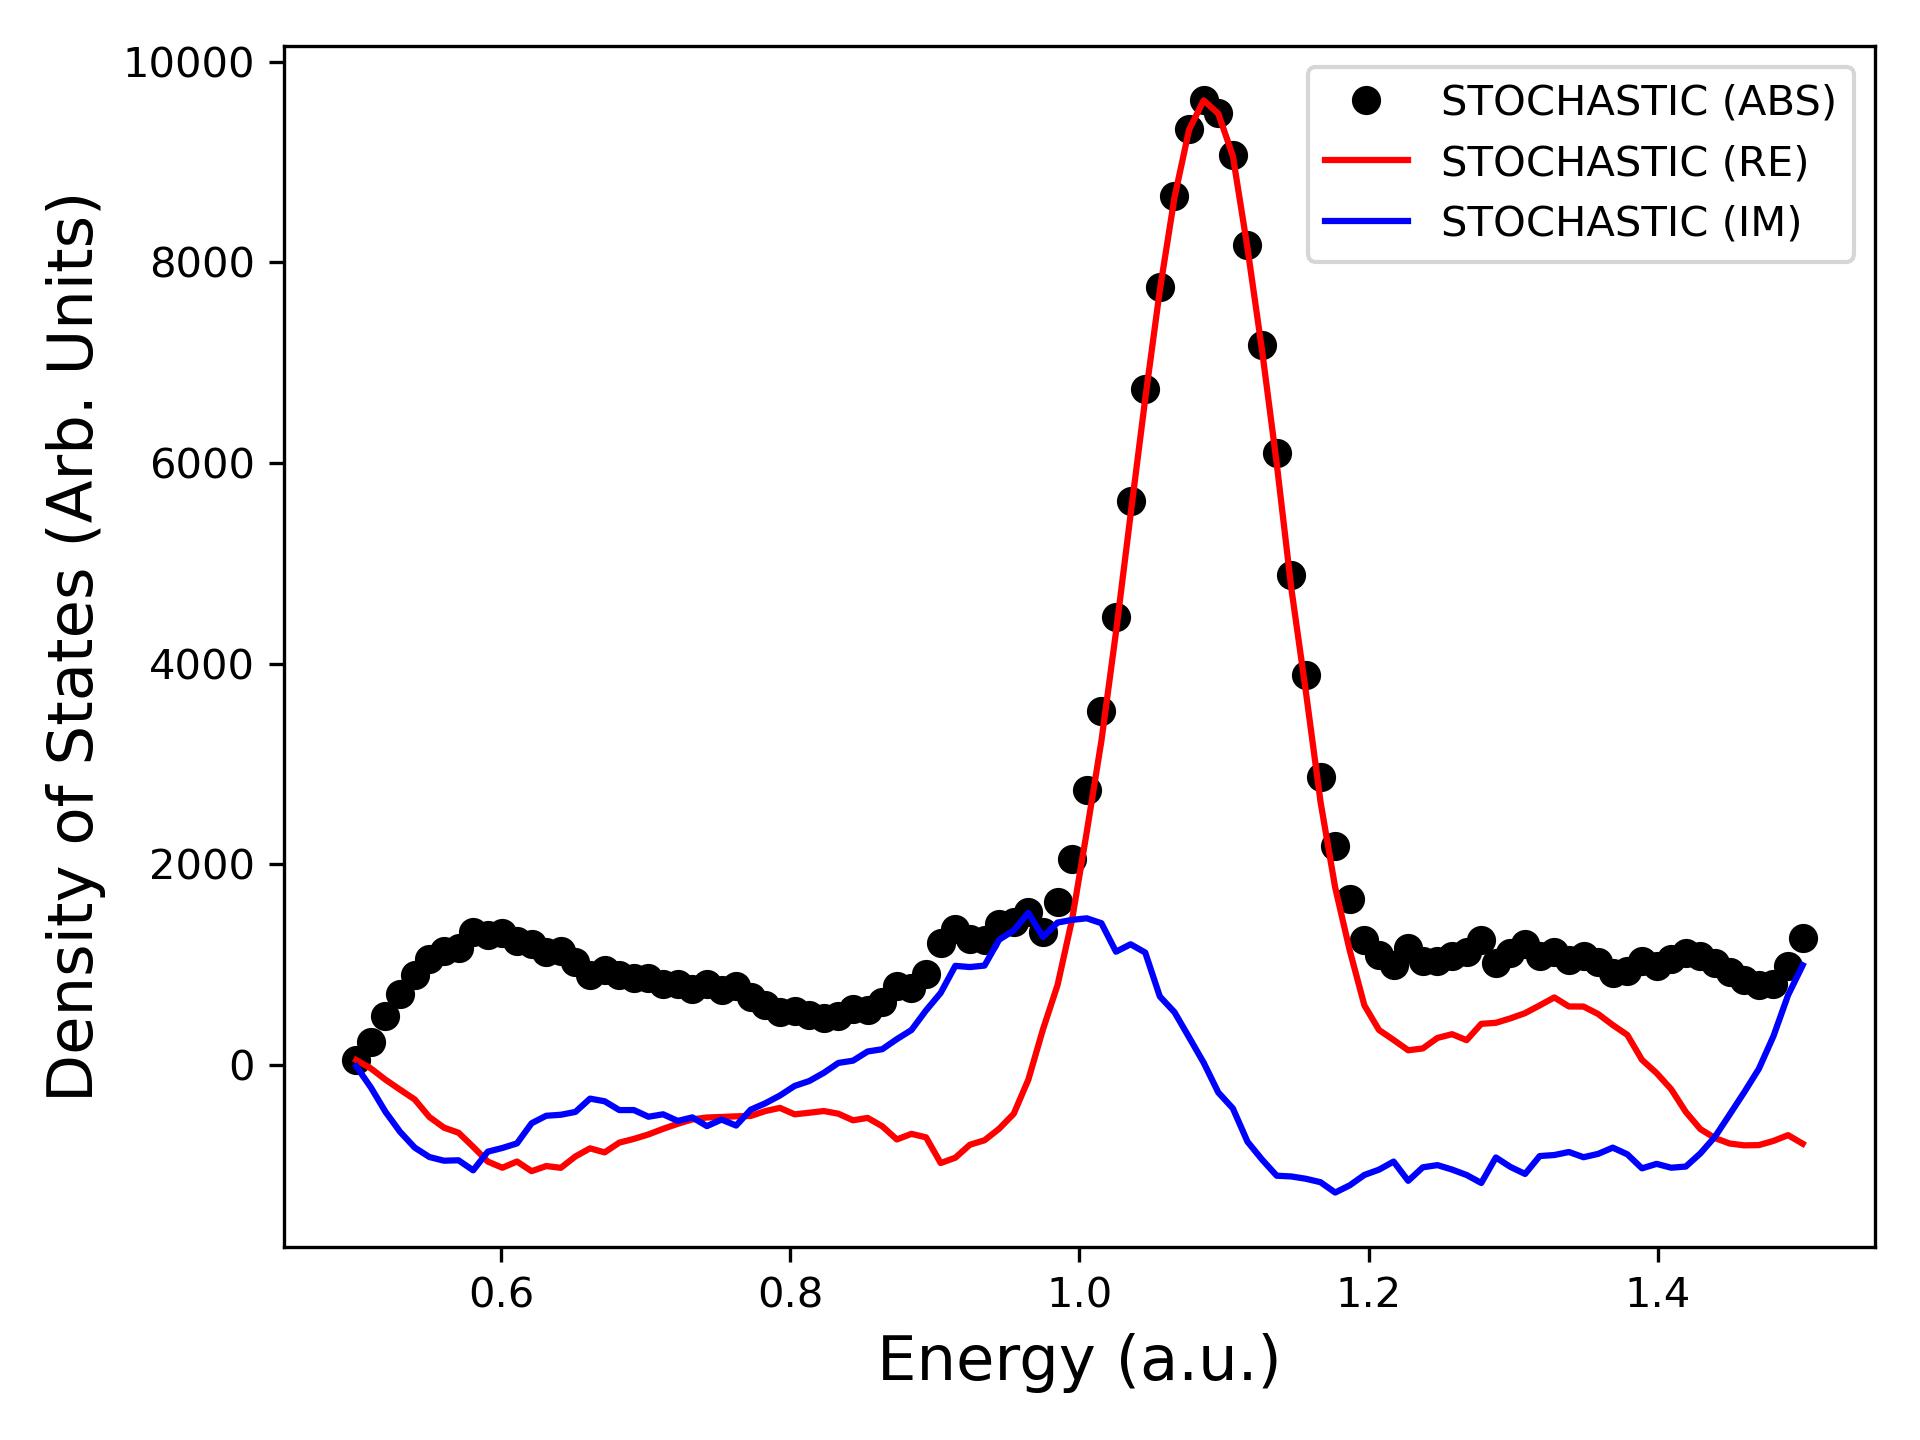 10000
8000
6000
4000
2000
0
Density of States (Arb. Units)
STOCHASTIC (ABS)
STOCHASTIC (RE)
STOCHASTIC (IM)
0.6 0.8 1.0 1.2 1.4
Energy (a.u.)